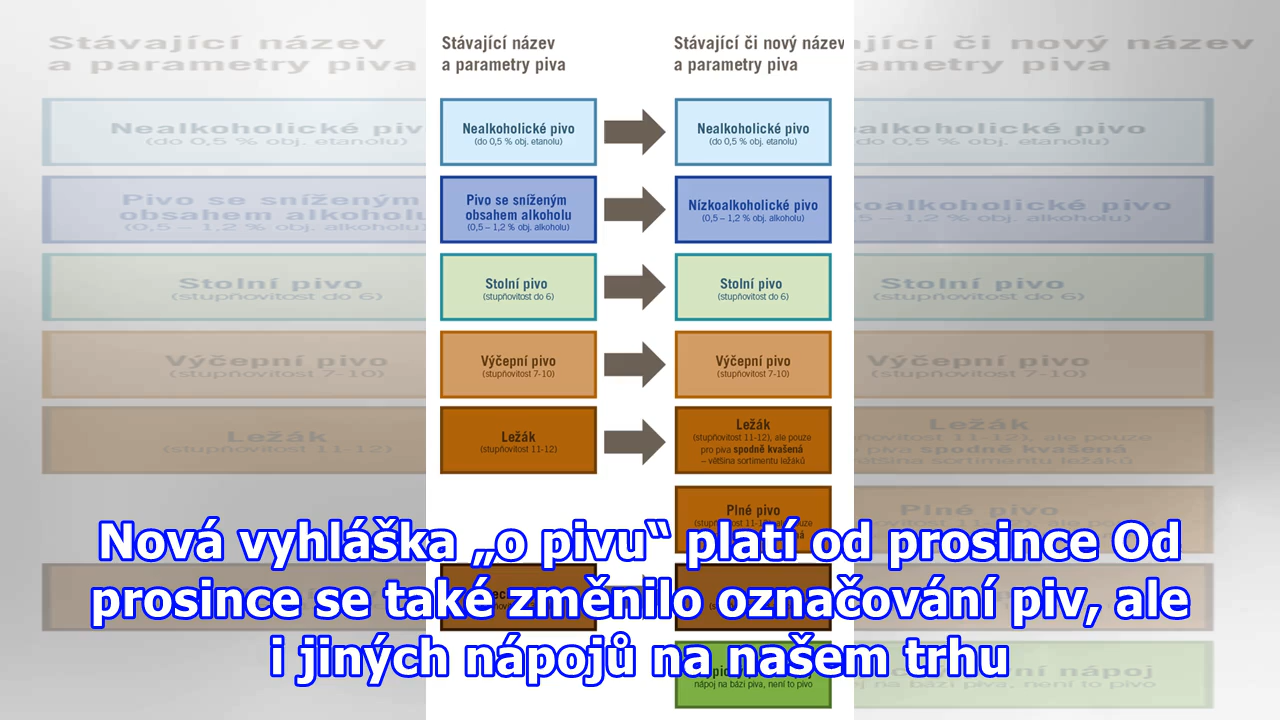 Stávající název
a parametry piva
Stávající či nový název
a parametry piva
Nealkoholické pivo
(do 0,5 % obj. etanolu)
Nealkoholické pivo
(do 0,5 % obj. etanolu)
Pivo se sníženým
obsahem alkoholu
(0,5 – 1,2 % obj. alkoholu)
Nízkoalkoholické pivo
(0,5 – 1,2 % obj. alkoholu)
Stolní pivo
(stupňovitost do 6)
Stolní pivo
(stupňovitost do 6)
Výčepní pivo
(stupňovitost 7-10)
Výčepní pivo
(stupňovitost 7-10)
Ležák
(stupňovitost 11-12)
Ležák
(stupňovitost 11-12), ale pouze
pro piva spodně kvašená
– většina sortimentu ležáků
Plné pivo
Nová vyhláška „o pivu“ platí od prosince Od
prosince se také změnilo označování piv, ale
i jiných nápojů na našem trhu
nápoj na bázi piva, není to pivo